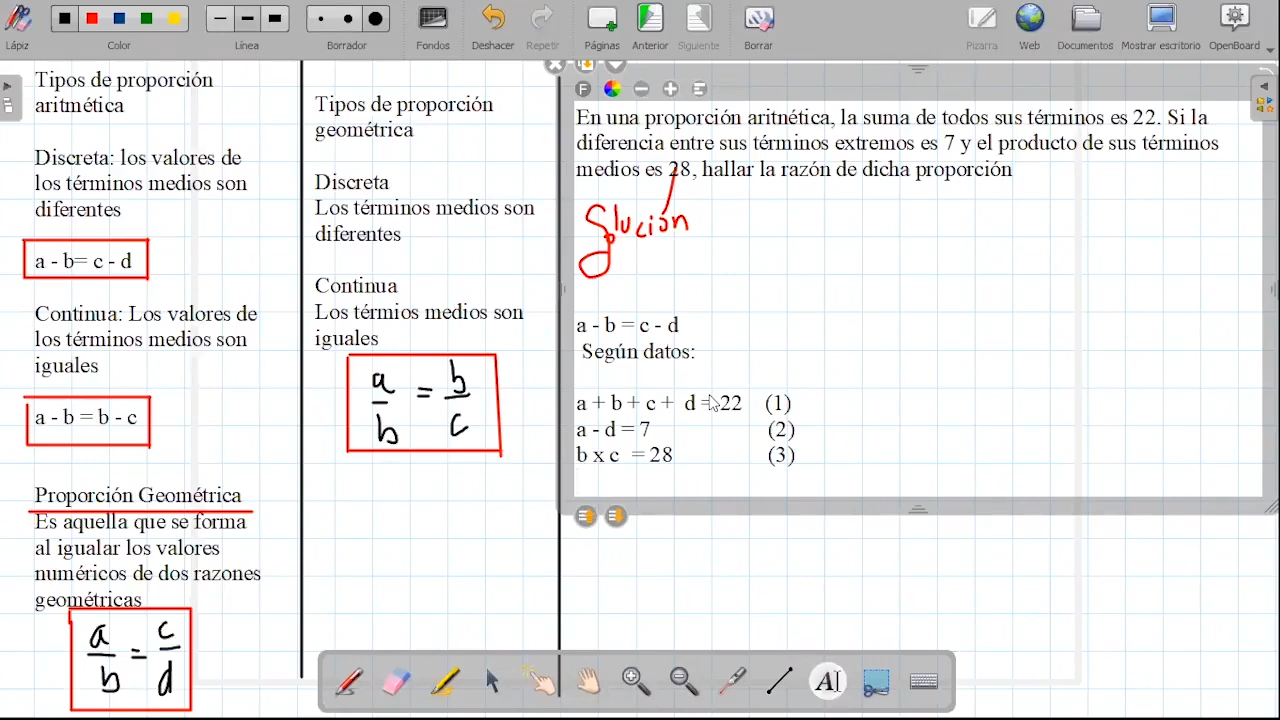 Lápiz
Color
Línea
Borrador
Fondos
Deshacer
Repetir
Páginas
Anterior
Siguiente
Borrar
Pizarra
Web
Documentos
Mostrar escritorio
OpenBoard
Tipos de proporción
aritmética
Discreta: los valores de
los términos medios son
diferentes
a - b= c - d
Continua: Los valores de
los términos medios son
iguales
a - b = b - c
Proporción Geométrica
Es aquella que se forma
al igualar los valores
numéricos de dos razones
geométricas
a/b = c/d
Tipos de proporción
geométrica
Discreta
Los términos medios son
diferentes
Continua
Los térmios medios son
iguales
a/b = b/c
F
En una proporción aritnética, la suma de todos sus términos es 22. Si la
diferencia entre sus términos extremos es 7 y el producto de sus términos
medios es 28, hallar la razón de dicha proporción
Solución
a - b = c - d
Según datos:
a + b + c + d = 22 (1)
a - d = 7 (2)
b x c = 28 (3)
A